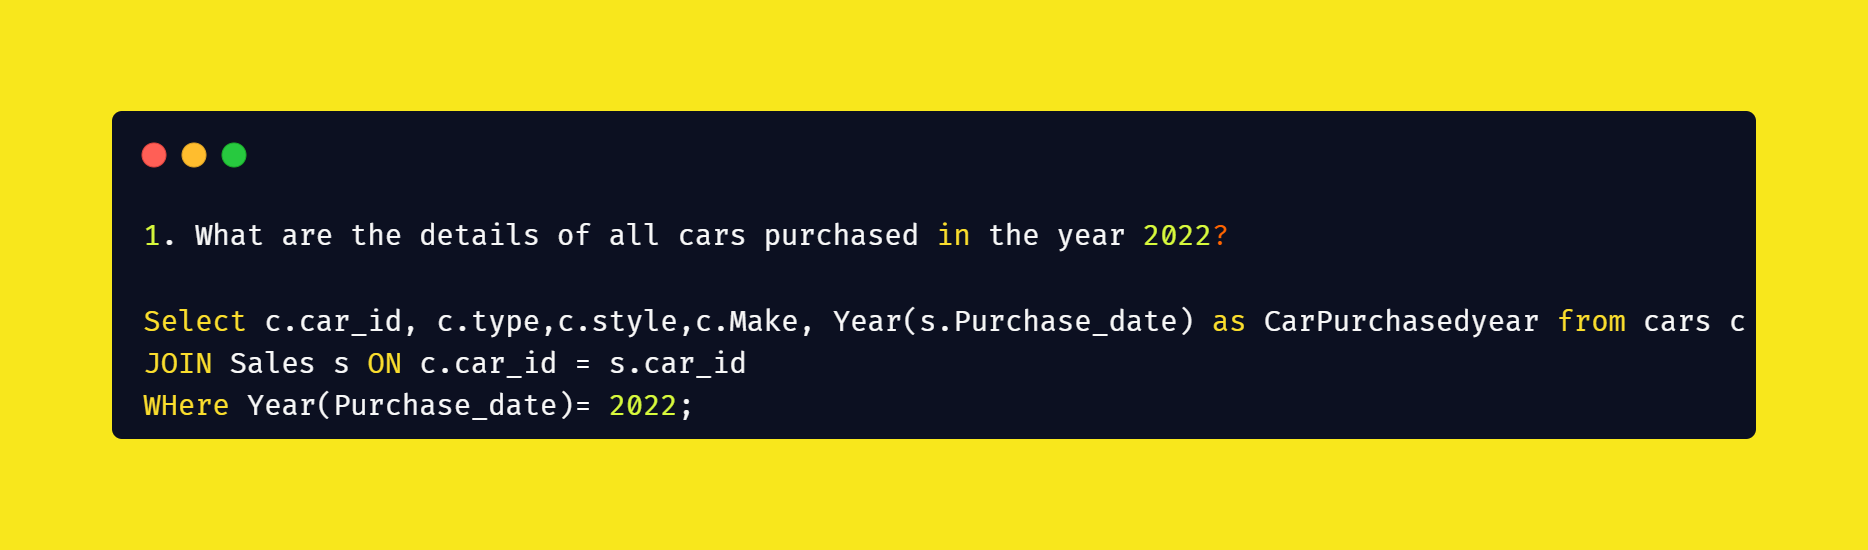 1. What are the details of all cars purchased in the year 2022?
Select c.car_id, c.type,c.style,c.Make, Year(s.Purchase_date) as CarPurchasedyear from cars c
JOIN Sales s ON c.car_id = s.car_id
WHere Year(Purchase_date)= 2022;